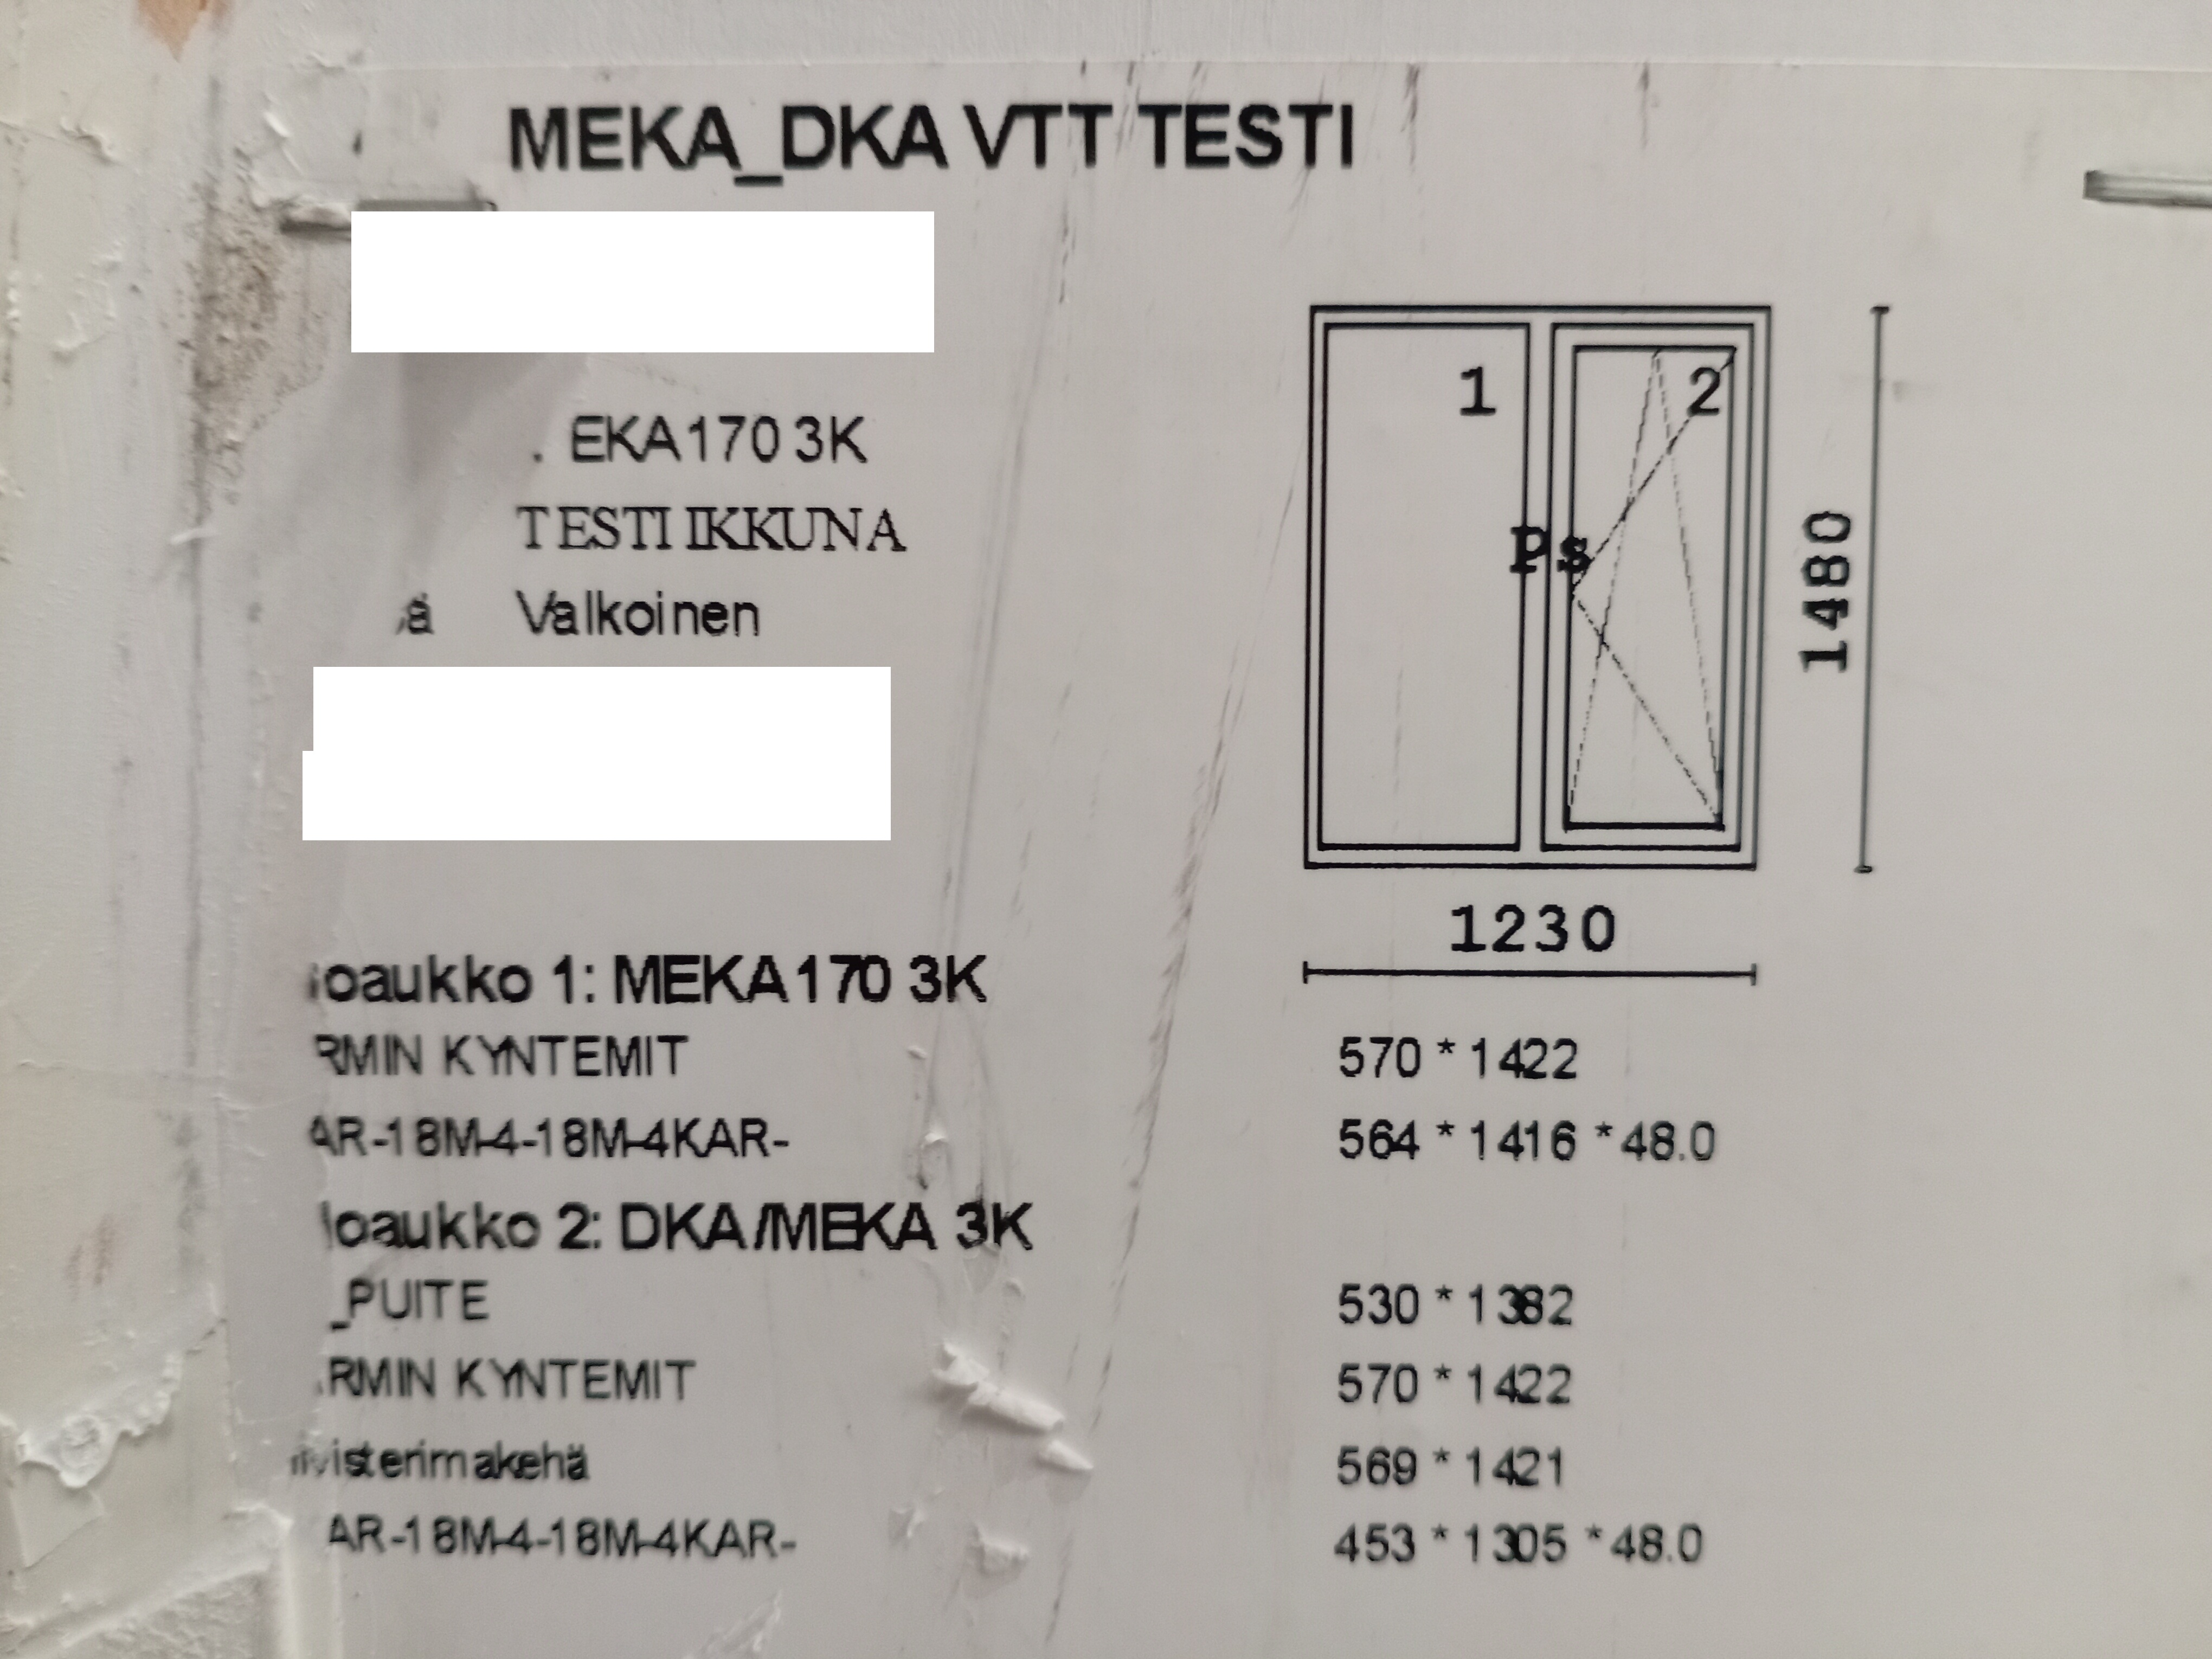 MEKA_DKA VTT TESTI
EKA170 3K
TESTI IKKUNA
Valkoinen
1
2
Ps
1480
1230
oaukko 1: MEKA170 3K
RMIN KYNTEMIT 570 * 1422
AR-18M-4-18M-4KAR- 564 * 1416 * 48.0
oaukko 2: DKA/MEKA 3K
_PUITE 530 * 1382
RMIN KYNTEMIT 570 * 1422
visterimakehä 569 * 1421
AR-18M-4-18M-4KAR- 453 * 1305 * 48.0